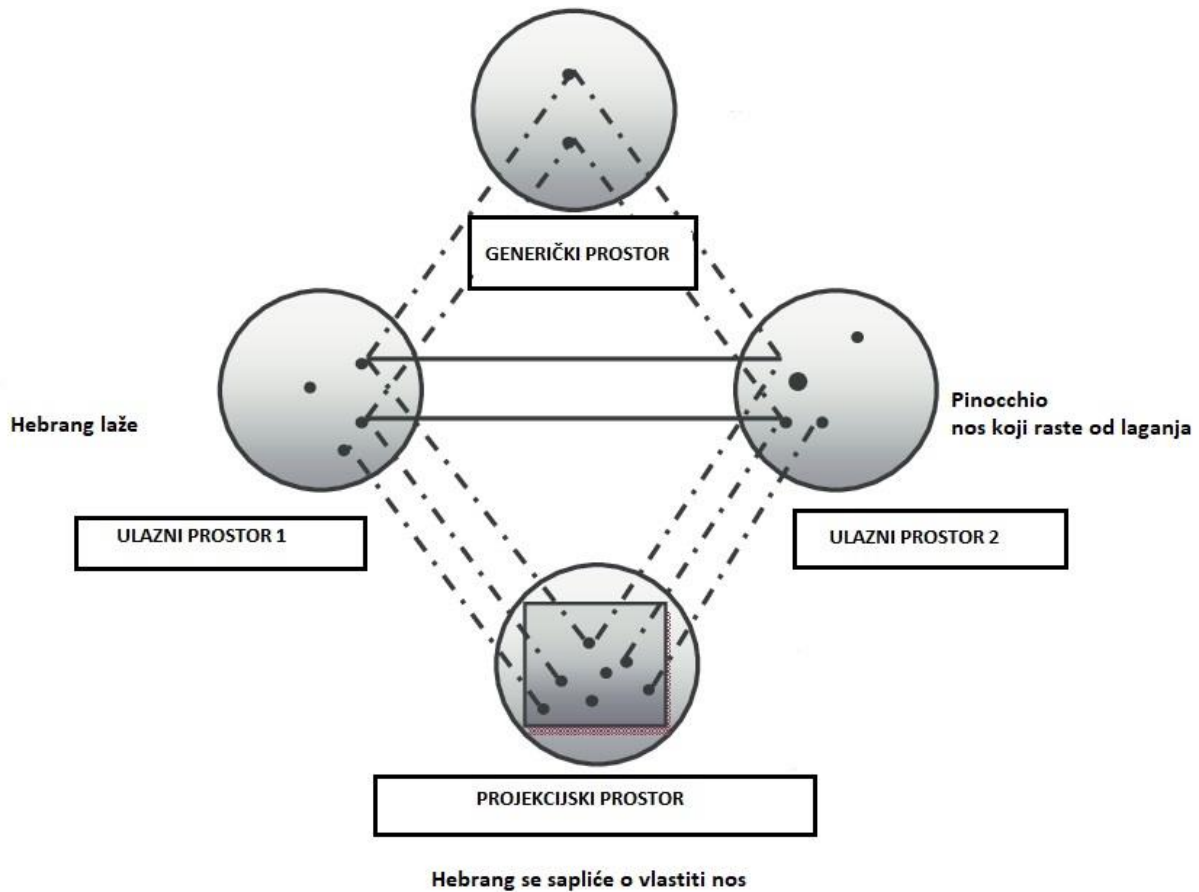 GENERIČKI PROSTOR
Hebrang laže
Pinocchio
nos koji raste od laganja
ULAZNI PROSTOR 1
ULAZNI PROSTOR 2
PROJEKCIJSKI PROSTOR
Hebrang se sapliće o vlastiti nos